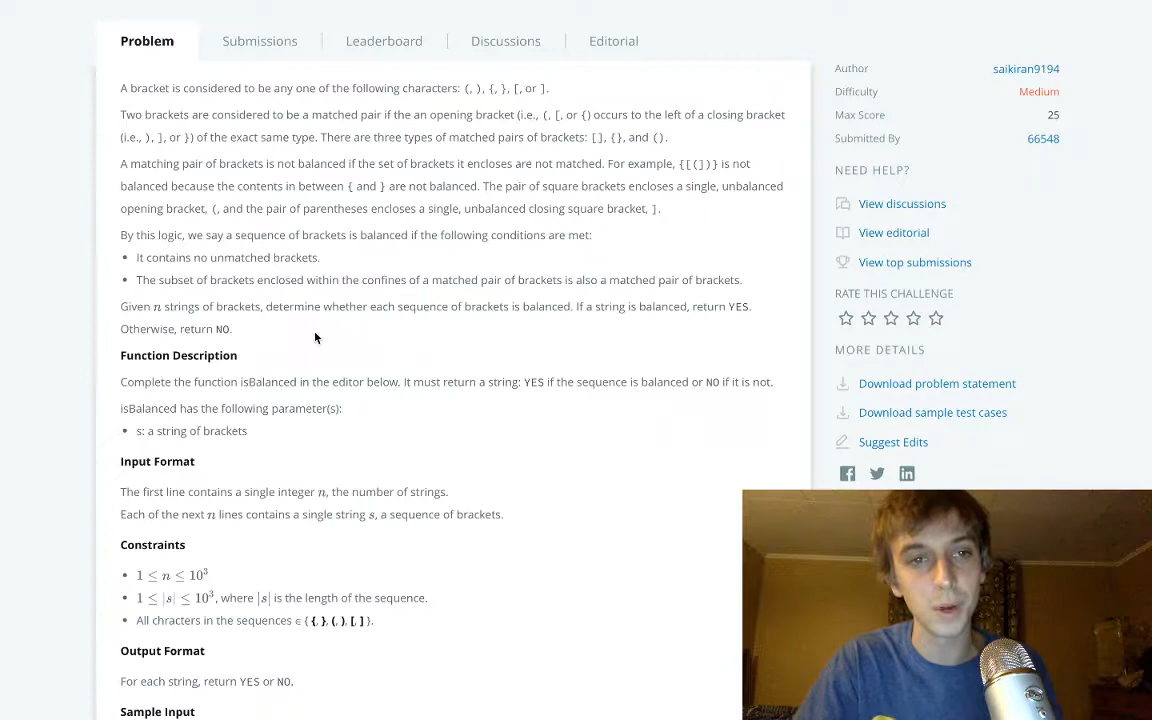 Problem
Submissions
Leaderboard
Discussions
Editorial
A bracket is considered to be any one of the following characters: (, ), {, }, [, or ].
Two brackets are considered to be a matched pair if the an opening bracket (i.e., (, [, or {) occurs to the left of a closing bracket
(i.e., ), ], or }) of the exact same type. There are three types of matched pairs of brackets: [], {}, and ().
A matching pair of brackets is not balanced if the set of brackets it encloses are not matched. For example, {[(])} is not
balanced because the contents in between { and } are not balanced. The pair of square brackets encloses a single, unbalanced
opening bracket, (, and the pair of parentheses encloses a single, unbalanced closing square bracket, ].
By this logic, we say a sequence of brackets is balanced if the following conditions are met:
• It contains no unmatched brackets.
• The subset of brackets enclosed within the confines of a matched pair of brackets is also a matched pair of brackets.
Given n strings of brackets, determine whether each sequence of brackets is balanced. If a string is balanced, return YES.
Otherwise, return NO.
Function Description
Complete the function isBalanced in the editor below. It must return a string: YES if the sequence is balanced or NO if it is not.
isBalanced has the following parameter(s):
• s: a string of brackets
Input Format
The first line contains a single integer n, the number of strings.
Each of the next n lines contains a single string s, a sequence of brackets.
Constraints
• 1 ≤ n ≤ 10³
• 1 ≤ |s| ≤ 10³, where |s| is the length of the sequence.
• All chracters in the sequences ∈ { {, }, (, ), [, ] }.
Output Format
For each string, return YES or NO.
Sample Input
Author saikiran9194
Difficulty Medium
Max Score 25
Submitted By 66548
NEED HELP?
View discussions
View editorial
View top submissions
RATE THIS CHALLENGE
MORE DETAILS
Download problem statement
Download sample test cases
Suggest Edits